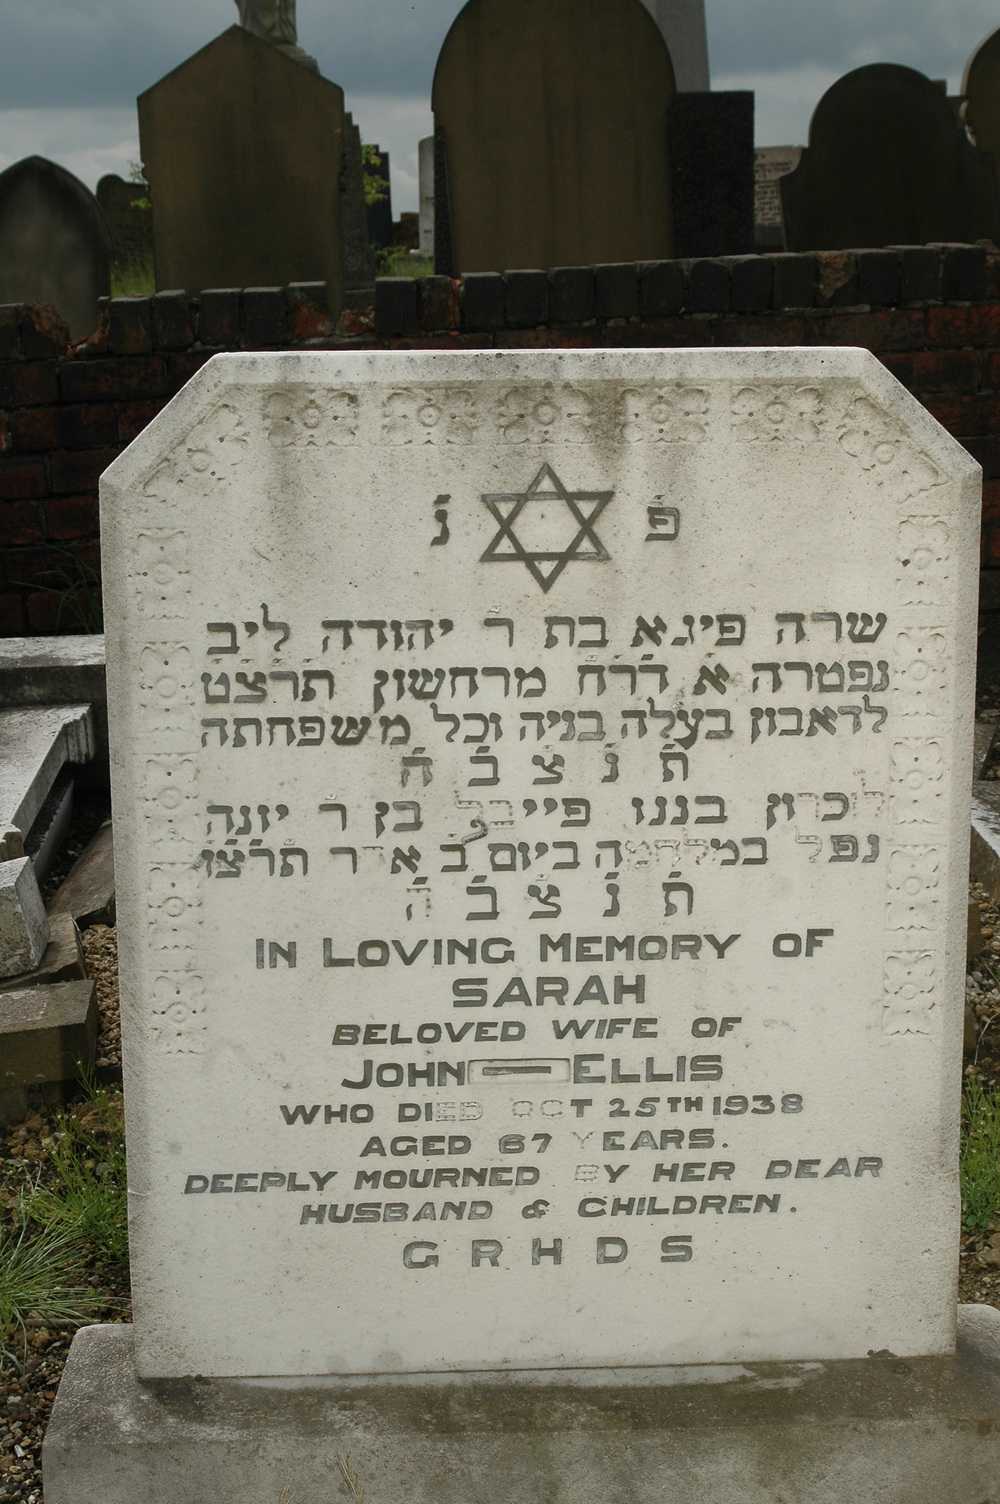 פ נ
שרה פיגא בת ר יהודה ליב
נפטרה א דר״ח מרחשון תרצט
לדאבון בעלה בניה וכל משפחתה
ת נ צ ב ה
לזכרון בננו פייבל בן ר יונה
נפל במלחמה ביום ב אדר תרצו
ת נ צ ב ה
IN LOVING MEMORY OF
SARAH
BELOVED WIFE OF
JOHN — ELLIS
WHO DIED OCT 25TH 1938
AGED 67 YEARS.
DEEPLY MOURNED BY HER DEAR
HUSBAND & CHILDREN.
G R H D S